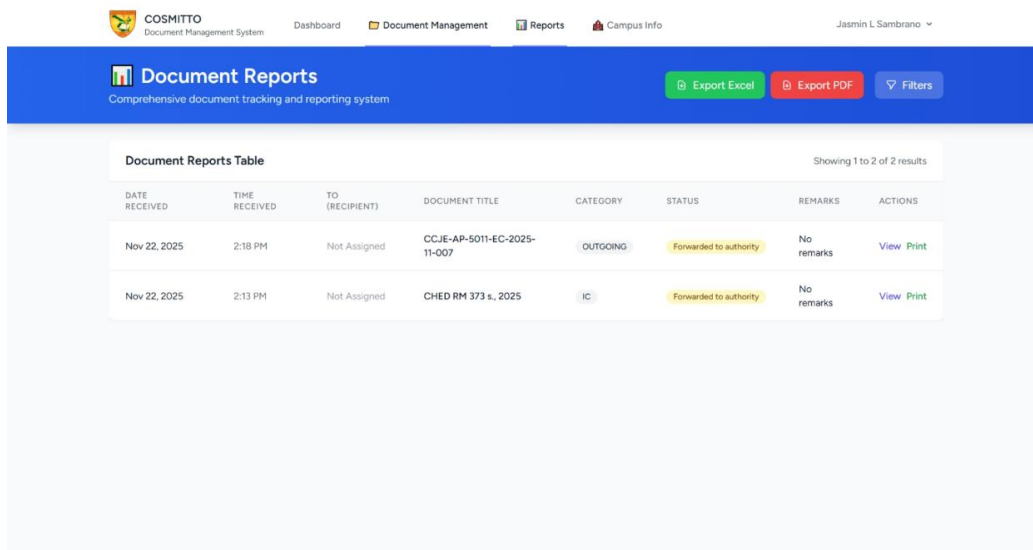 COSMITTO
Document Management System
Dashboard
Document Management
Reports
Campus Info
Jasmin L Sambrano
Document Reports
Comprehensive document tracking and reporting system
Export Excel
Export PDF
Filters
Document Reports Table
Showing 1 to 2 of 2 results
DATE RECEIVED
TIME RECEIVED
TO (RECIPIENT)
DOCUMENT TITLE
CATEGORY
STATUS
REMARKS
ACTIONS
Nov 22, 2025
2:18 PM
Not Assigned
CCJE-AP-5011-EC-2025-
11-007
OUTGOING
Forwarded to authority
No
remarks
View Print
Nov 22, 2025
2:13 PM
Not Assigned
CHED RM 373 s., 2025
IC
Forwarded to authority
No
remarks
View Print